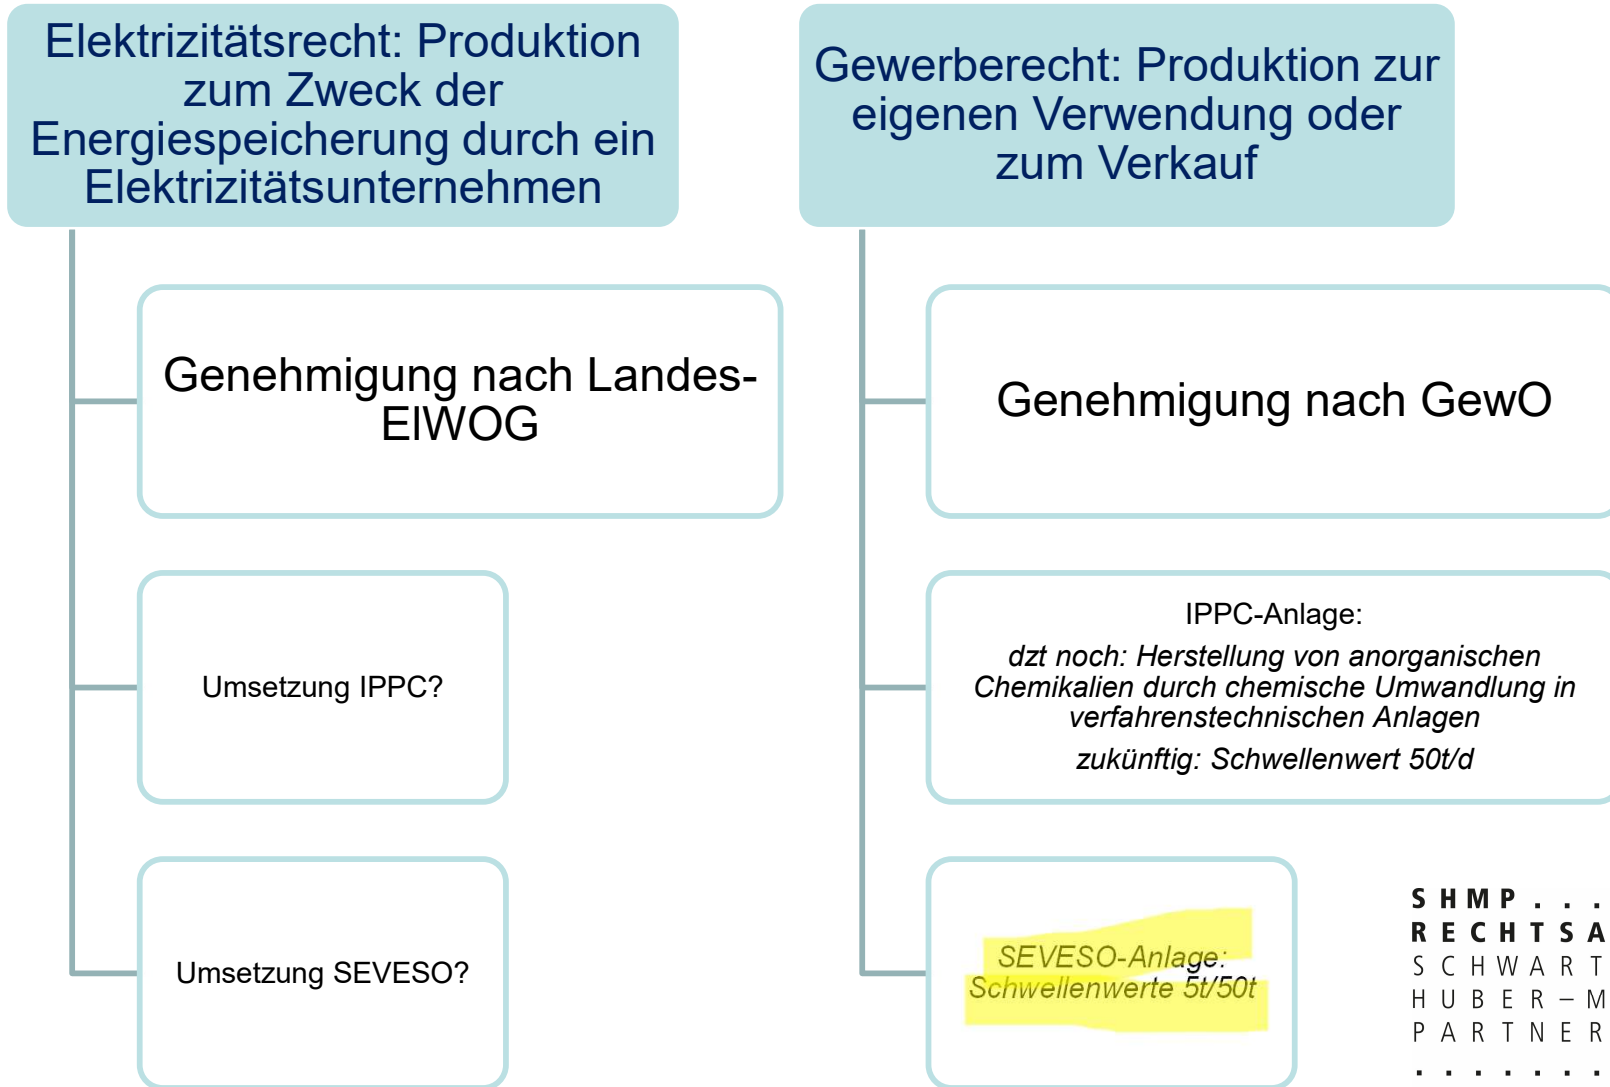 Elektrizitätsrecht: Produktion
zum Zweck der
Energiespeicherung durch ein
Elektrizitätsunternehmen
Genehmigung nach Landes-
ElWOG
Umsetzung IPPC?
Umsetzung SEVESO?
Gewerberecht: Produktion zur
eigenen Verwendung oder
zum Verkauf
Genehmigung nach GewO
IPPC-Anlage:
dzt noch: Herstellung von anorganischen
Chemikalien durch chemische Umwandlung in
verfahrenstechnischen Anlagen
zukünftig: Schwellenwert 50t/d
SEVESO-Anlage:
Schwellenwerte 5t/50t
SHMP...
RECHTSA
SCHWART
HUBER–M
PARTNER
.......